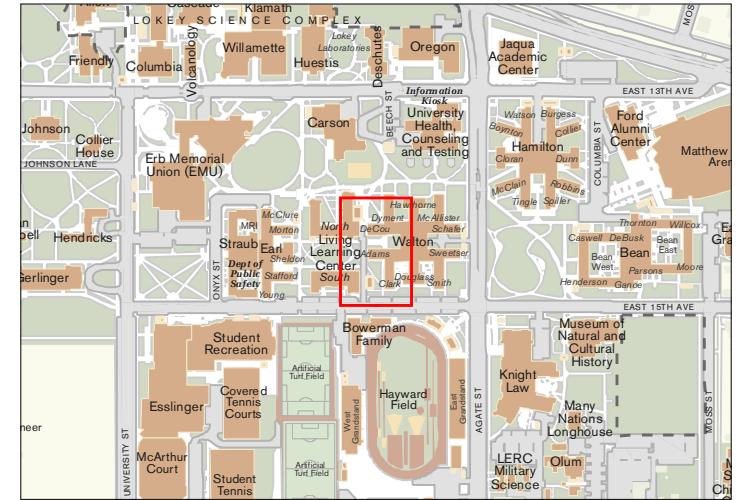 Klamath
LOKEY SCIENCE COMPLEX
Friendly
Columbia
Volcanology
Willamette
Huestis
Lokey
Laboratories
Deschutes
Oregon
Jaqua
Academic
Center
MOS
Information
Kiosk
EAST 13TH AVE
Johnson
Collier
House
JOHNSON LANE
Erb Memorial
Union (EMU)
Carson
BEECH ST
University
Health,
Counseling
and Testing
Watson
Burgess
Boynton
Collier
Hamilton
Cloran
Dunn
McClain
Robbins
Tingle
Spiller
COLUMBIA ST
Ford
Alumni
Center
Matthew
Aren
Hendricks
Gerlinger
ONYX ST
MRI
Straub
Earl
McClure
Morton
Sheldon
Stafford
Young
Dept of
Public
Safety
North
Living
Learning
Center
South
Hawthorne
Dyment
McAllister
DeCou
Schafer
Walton
Adams
Sweetser
Douglass
Clark
Smith
Thornton
Willcox
Caswell
DeBusk
Bean
East
Bean
Bean
West
Parsons
Moore
Henderson
Ganoe
EAST 15TH AVE
Student
Recreation
Esslinger
Covered
Tennis
Courts
McArthur
Court
Student
Tennis
UNIVERSITY ST
Artificial
Turf Field
Artificial
Turf Field
Bowerman
Family
West
Grandstand
Hayward
Field
East
Grandstand
AGATE ST
Knight
Law
Museum of
Natural and
Cultural
History
Many
Nations
Longhouse
LERC
Military
Science
Olum
MOSS ST
neer